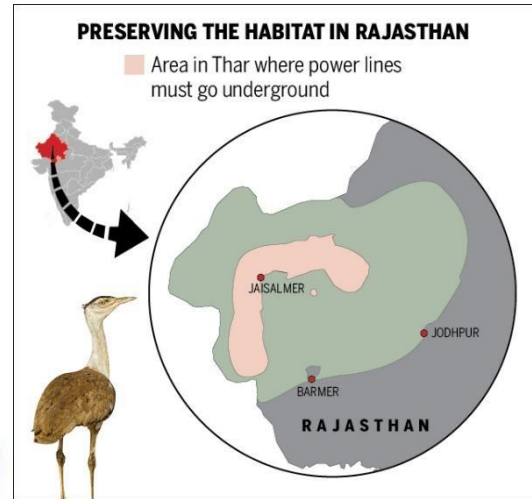 PRESERVING THE HABITAT IN RAJASTHAN
Area in Thar where power lines
must go underground
JAISALMER
JODHPUR
BARMER
RAJASTHAN